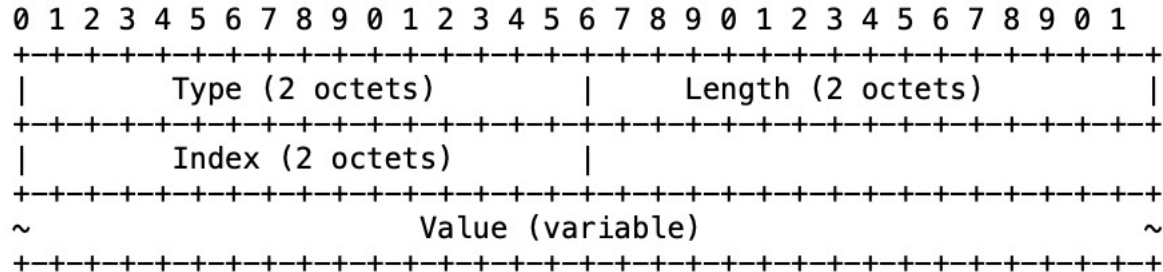 0 1 2 3 4 5 6 7 8 9 0 1 2 3 4 5 6 7 8 9 0 1 2 3 4 5 6 7 8 9 0 1
+-+-+-+-+-+-+-+-+-+-+-+-+-+-+-+-+-+-+-+-+-+-+-+-+-+-+-+-+-+-+-+-+
|        Type (2 octets)        |     Length (2 octets)         |
+-+-+-+-+-+-+-+-+-+-+-+-+-+-+-+-+-+-+-+-+-+-+-+-+-+-+-+-+-+-+-+-+
|        Index (2 octets)       |
+-+-+-+-+-+-+-+-+-+-+-+-+-+-+-+-+-+-+-+-+-+-+-+-+-+-+-+-+-+-+-+-+
~                      Value (variable)                         ~
+-+-+-+-+-+-+-+-+-+-+-+-+-+-+-+-+-+-+-+-+-+-+-+-+-+-+-+-+-+-+-+-+